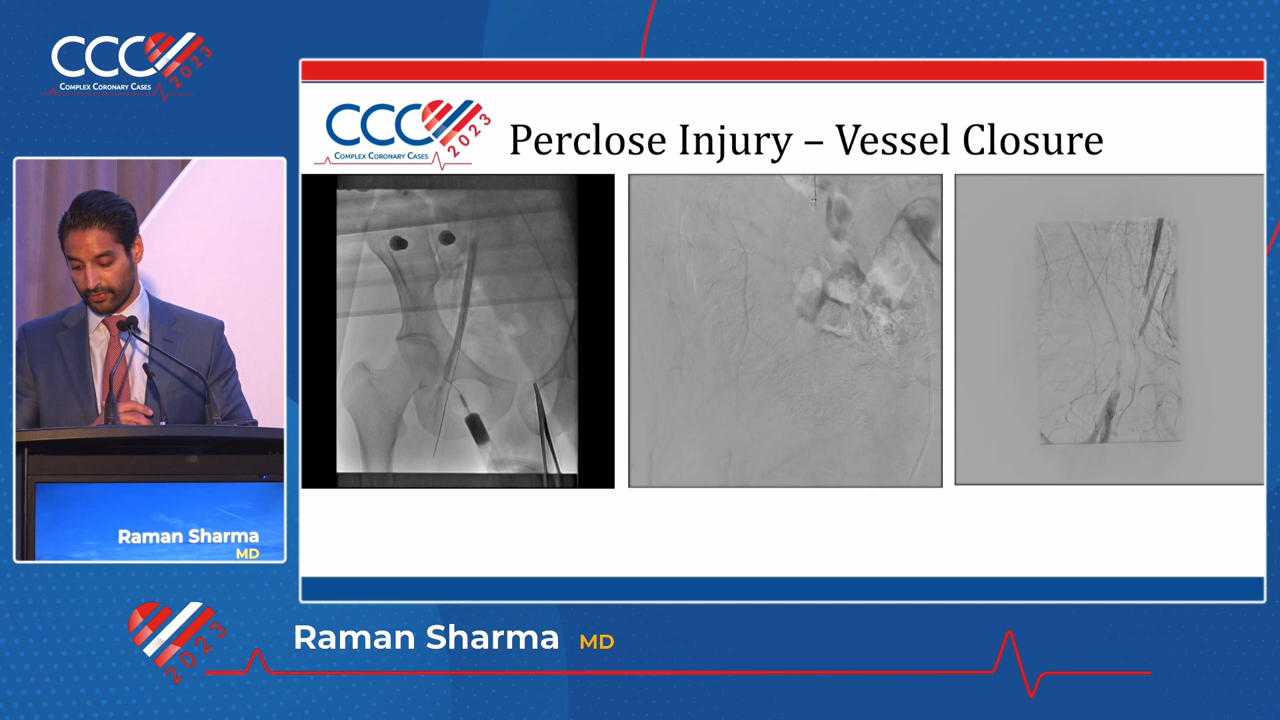 CCC
2023
COMPLEX CORONARY CASES
CCC
2023
COMPLEX CORONARY CASES
Perclose Injury – Vessel Closure
Raman Sharma
MD
2023
Raman Sharma MD